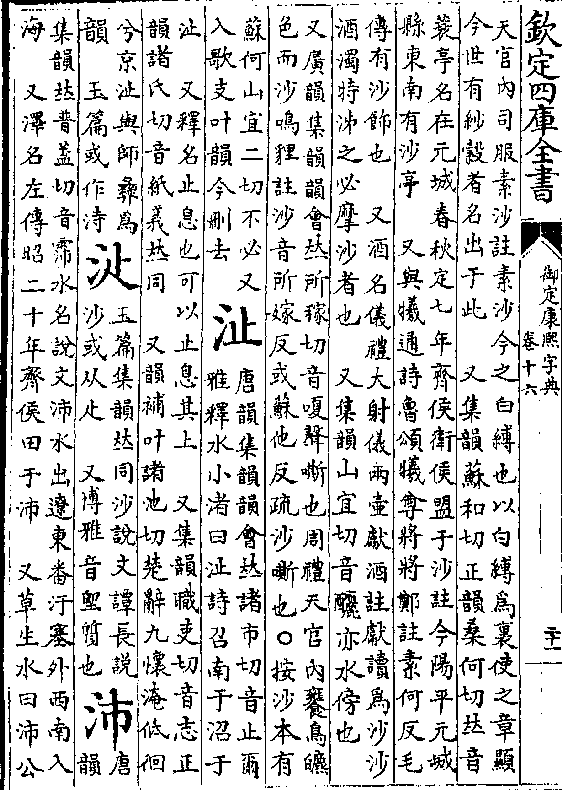 欽定四庫全書
御定康熙字典
卷十六
二十一
天官内司服素沙註素沙今之白縳也以白縳爲裏使之章顯
今世有紗縠者名出于此　又集韻蘇和切正韻桑何切𠀤音
蓑亭名在元城春秋定七年齊侯衛侯盟于沙註今陽平元城
縣東南有沙亭　又與犧通詩魯頌犧尊將將鄭註素何反毛
傳有沙飾也　又酒名儀禮大射儀兩壷獻酒註獻讀爲沙沙
酒濁特泲之必摩沙者也　又集韻山宜切音釃亦水傍也
又廣韻集韻韻會𠀤所稼切音嗄聲嘶也周禮天官内饔鳥皫
色而沙鳴貍註沙音所嫁反或蘇他反疏沙嘶也○按沙本有
蘇何山宜二切不必又
入歌支叶韻今刪去　沚　唐韻集韻韻會𠀤諸市切音止爾
雅釋水小渚曰沚詩召南于沼于
沚　又釋名止息也可以止息其上　又集韻職吏切音志正
韻諸氏切音紙義𠀤同　又韻補叶諸池切楚辭九懷淹低佪
兮京沚與師彝爲
韻　玉篇或作洔　沚　玉篇集韻𠀤同沙說文譚長說
沙或从止　又博雅音㷉質也　沛　唐
韻
集韻𠀤普蓋切音霈水名說文沛水出遼東番汗塞外西南入
海　又澤名左傳昭二十年齊侯田于沛　又草生水曰沛公